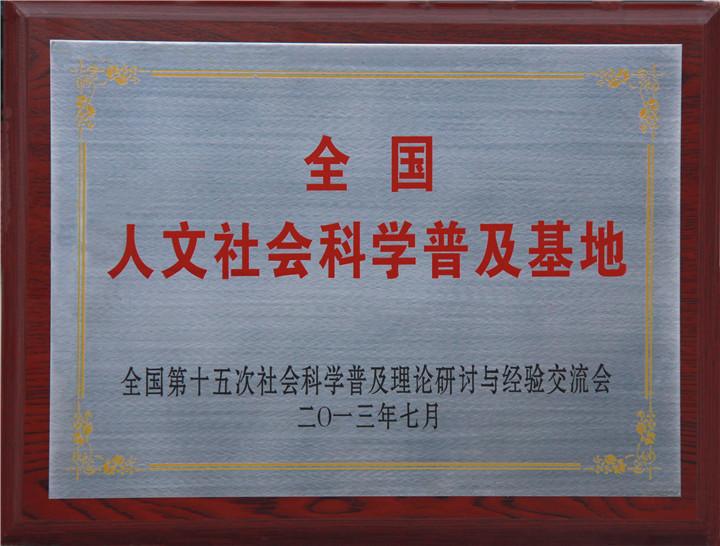 全国
人文社会科学普及基地
全国第十五次社会科学普及理论研讨与经验交流会
二〇一三年七月